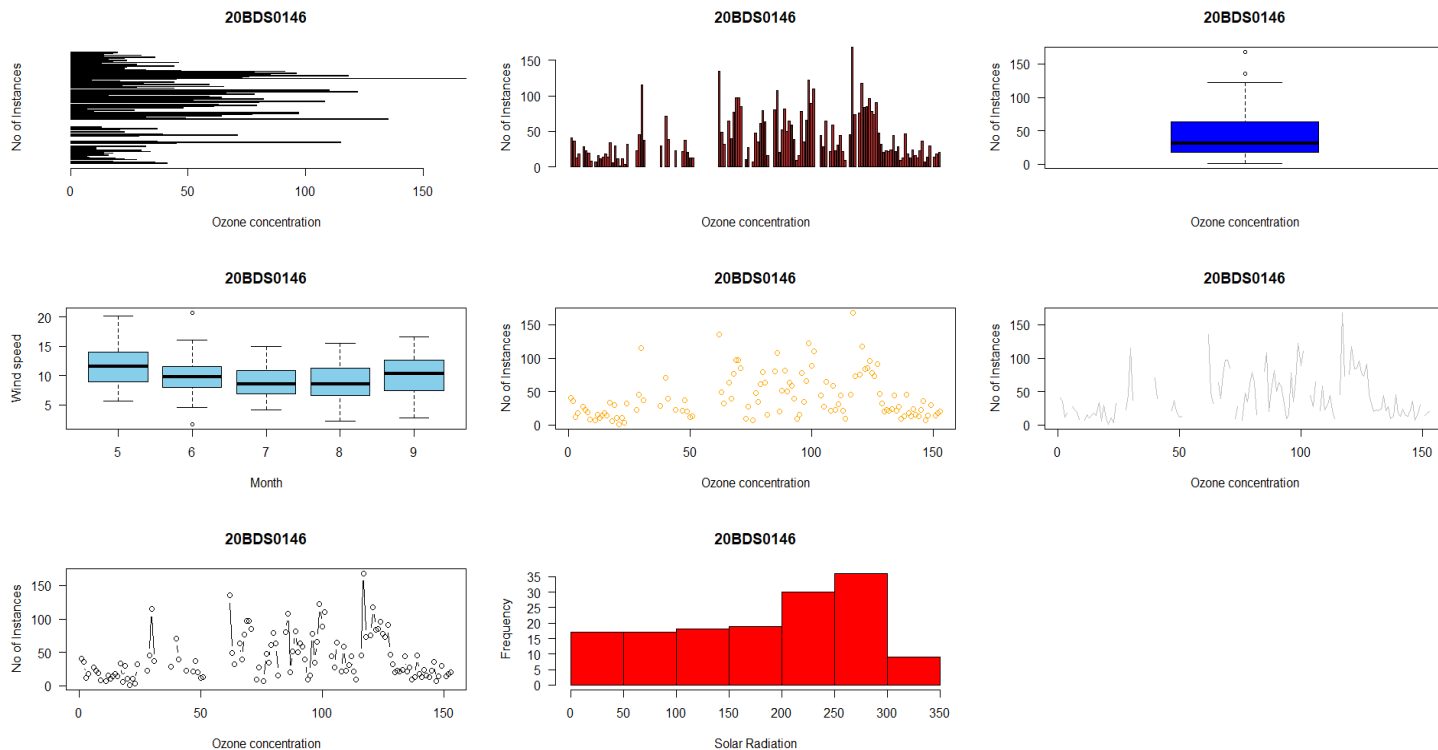 20BDS0146
No of Instances
0 50 100 150
Ozone concentration
20BDS0146
No of Instances
150
100
50
0
Ozone concentration
20BDS0146
No of Instances
150
100
50
0
Ozone concentration
20BDS0146
Wind speed
20
15
10
5
5 6 7 8 9
Month
20BDS0146
No of Instances
150
100
50
0
0 50 100 150
Ozone concentration
20BDS0146
No of Instances
150
100
50
0
0 50 100 150
Ozone concentration
20BDS0146
No of Instances
150
100
50
0
0 50 100 150
Ozone concentration
20BDS0146
Frequency
35
30
25
20
15
10
5
0
0 50 100 150 200 250 300 350
Solar Radiation